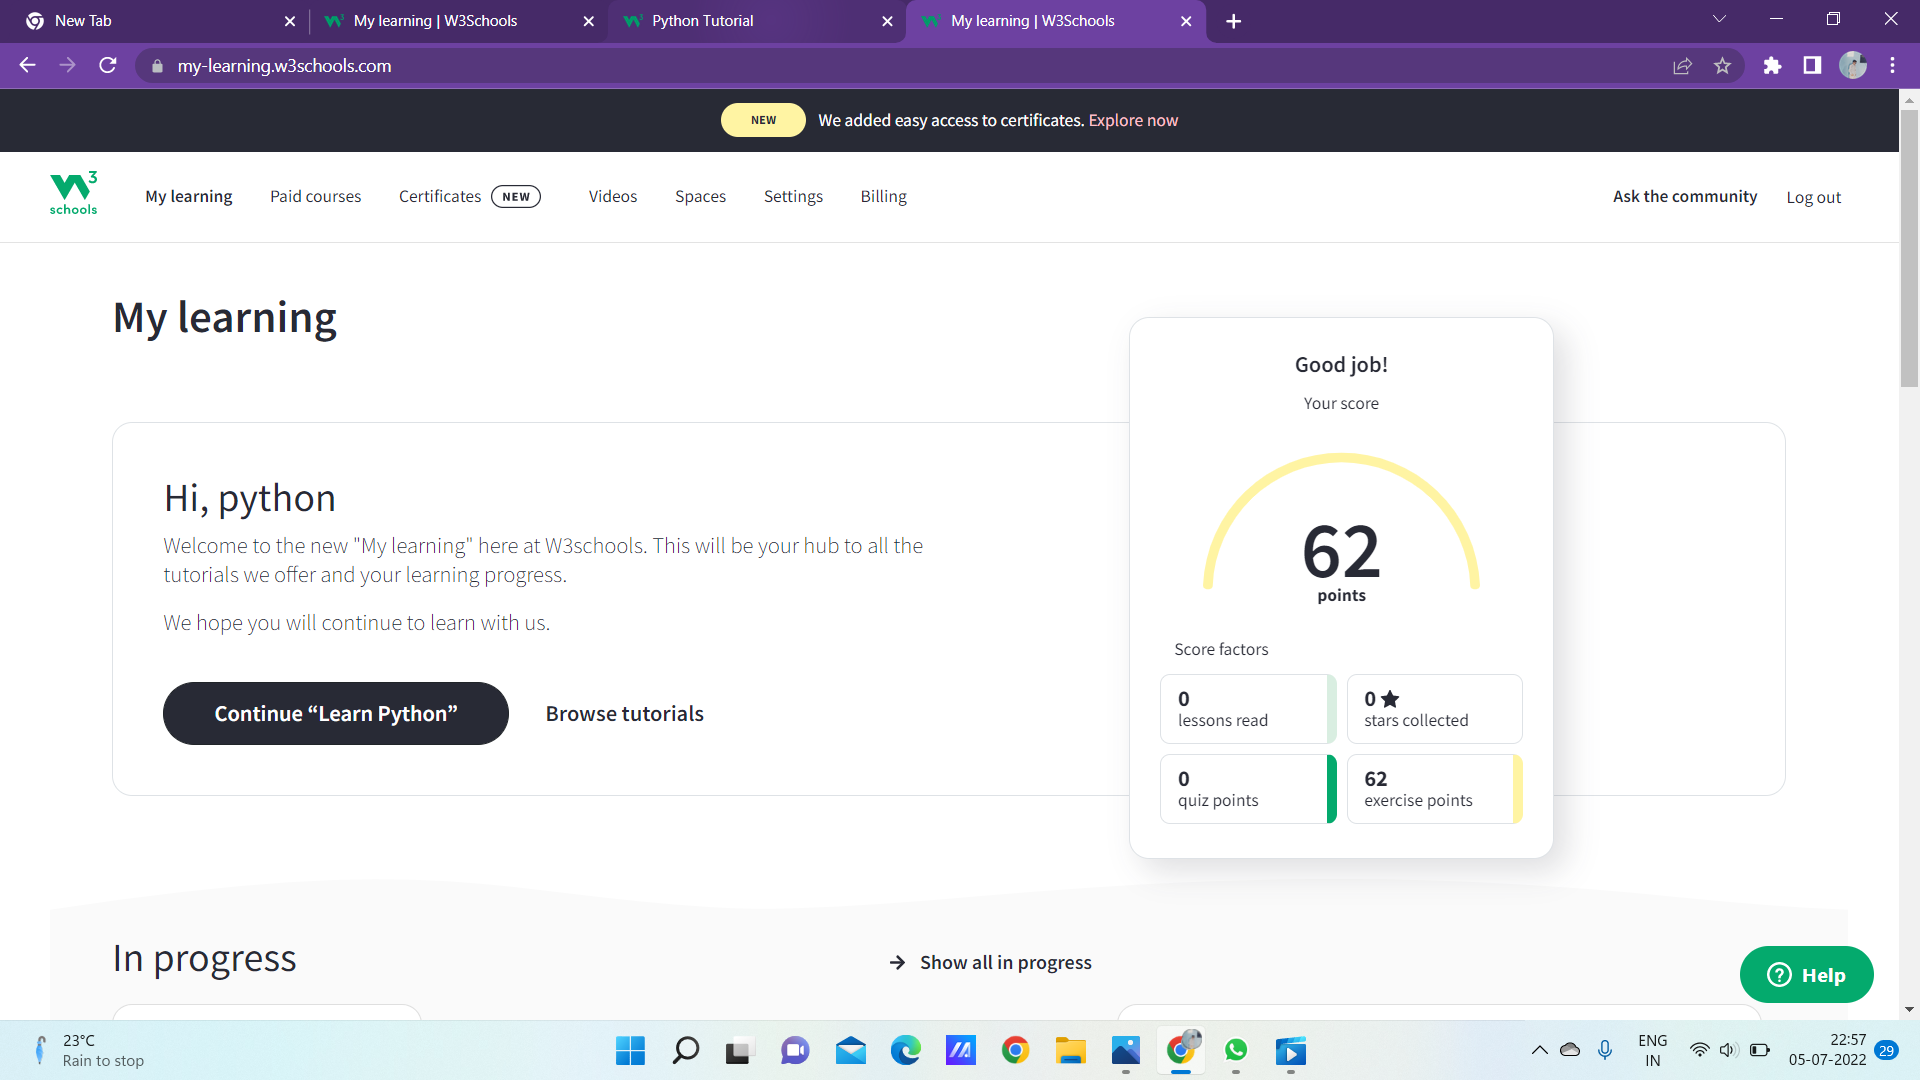 New Tab
My learning | W3Schools
Python Tutorial
My learning | W3Schools
my-learning.w3schools.com
NEW We added easy access to certificates. Explore now
W3 schools
My learning Paid courses Certificates NEW Videos Spaces Settings Billing Ask the community Log out
My learning
Hi, python
Welcome to the new "My learning" here at W3schools. This will be your hub to all the
tutorials we offer and your learning progress.
We hope you will continue to learn with us.
Continue “Learn Python” Browse tutorials
Good job!
Your score
62
points
Score factors
0
lessons read
0
stars collected
0
quiz points
62
exercise points
In progress
Show all in progress
? Help
23°C
Rain to stop
ENG
IN
22:57
05-07-2022
29